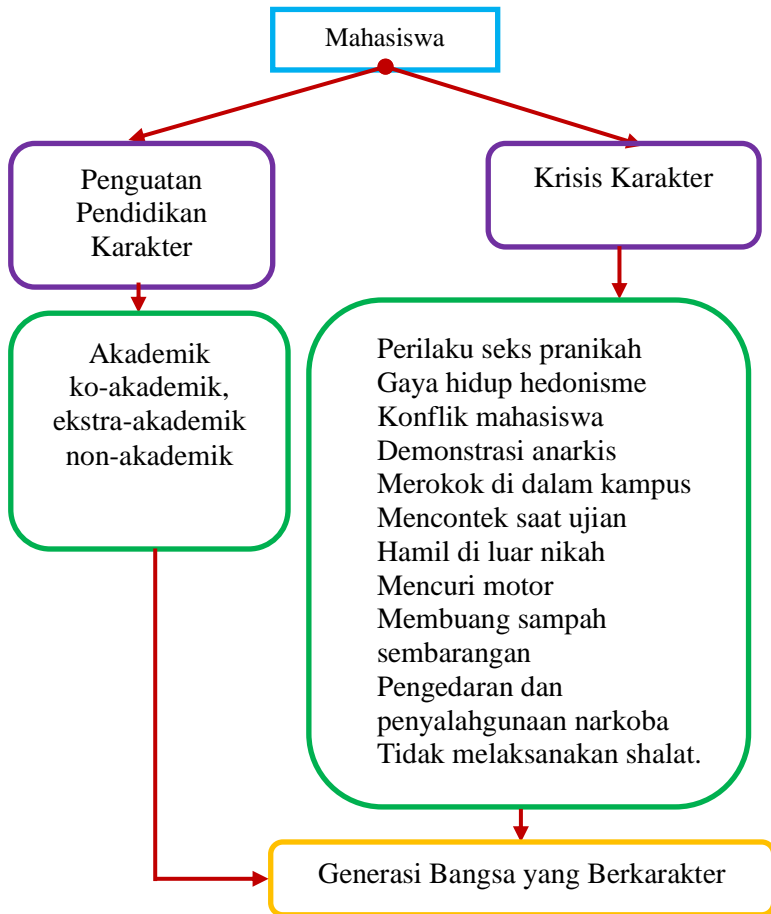 Mahasiswa
Penguatan
Pendidikan
Karakter
Krisis Karakter
Akademik
ko-akademik,
ekstra-akademik
non-akademik
Perilaku seks pranikah
Gaya hidup hedonisme
Konflik mahasiswa
Demonstrasi anarkis
Merokok di dalam kampus
Mencontek saat ujian
Hamil di luar nikah
Mencuri motor
Membuang sampah
sembarangan
Pengedaran dan
penyalahgunaan narkoba
Tidak melaksanakan shalat.
Generasi Bangsa yang Berkarakter